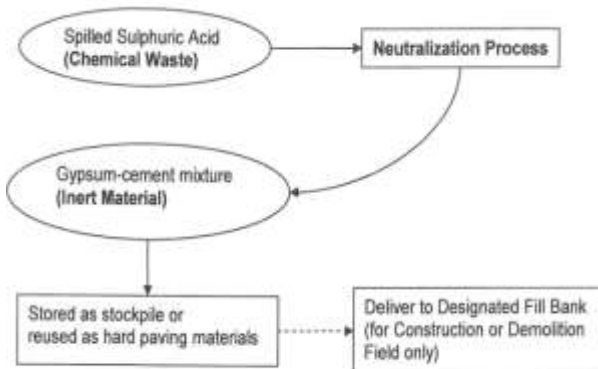 Spilled Sulphuric Acid
(Chemical Waste)
Neutralization Process
Gypsum-cement mixture
(Inert Material)
Stored as stockpile or
reused as hard paving materials
Deliver to Designated Fill Bank
(for Construction or Demolition
Field only)